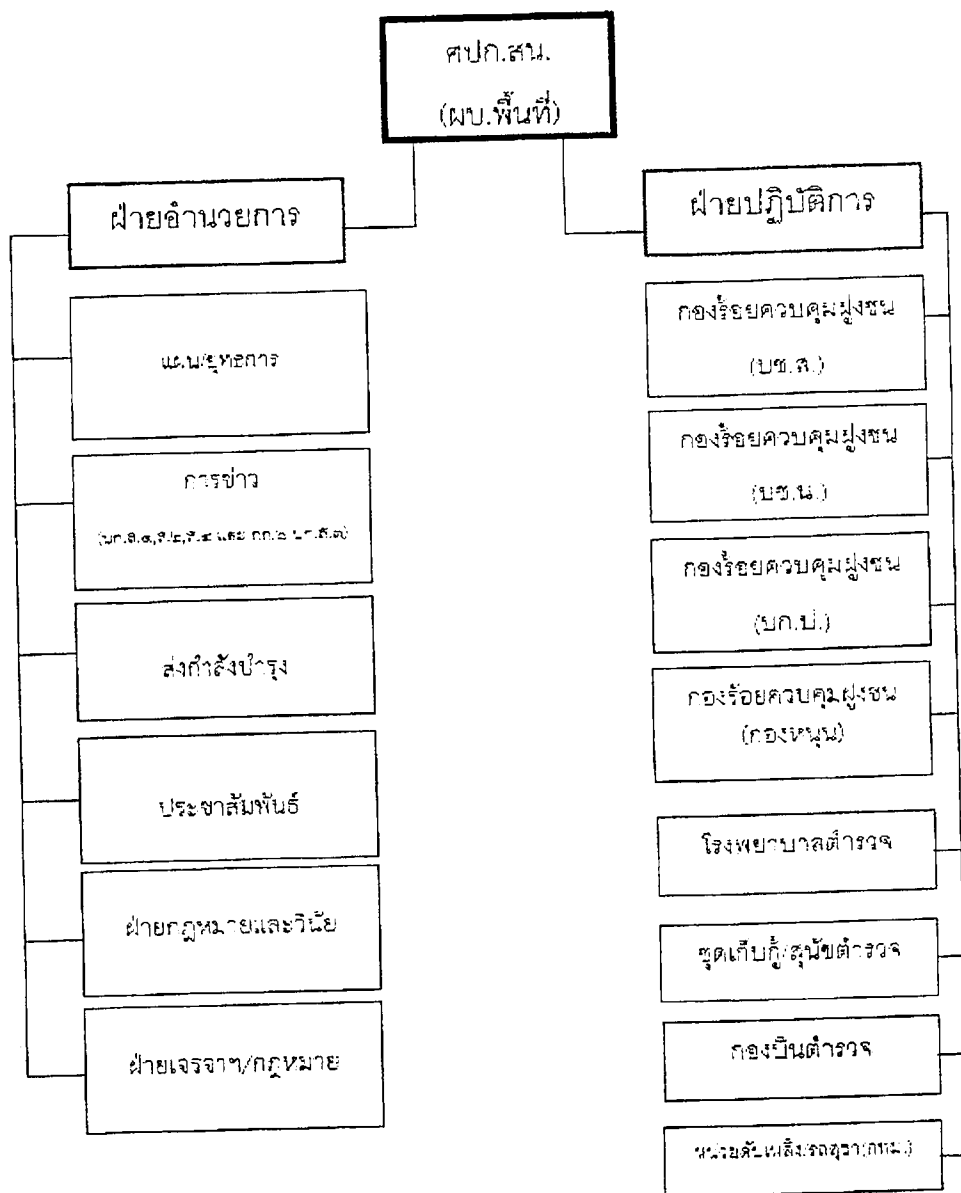 ศปก.สน.
(ผบ.พื้นที่)
ฝ่ายอำนวยการ
แผน/ยุทธการ
การข่าว
ส่งกำลังบำรุง
ประชาสัมพันธ์
ฝ่ายกฎหมายและวินัย
ฝ่ายเจรจาฯ/กฎหมาย
ฝ่ายปฏิบัติการ
กองร้อยควบคุมฝูงชน
(บช.ส.)
กองร้อยควบคุมฝูงชน
(บช.น.)
กองร้อยควบคุมฝูงชน
(บก.ป.)
กองร้อยควบคุมฝูงชน
(กองหนุน)
โรงพยาบาลตำรวจ
ชุดเก็บกู้/สุนัขตำรวจ
กองบินตำรวจ
หน่วยดับเพลิง/รถสุขา(กทม.)